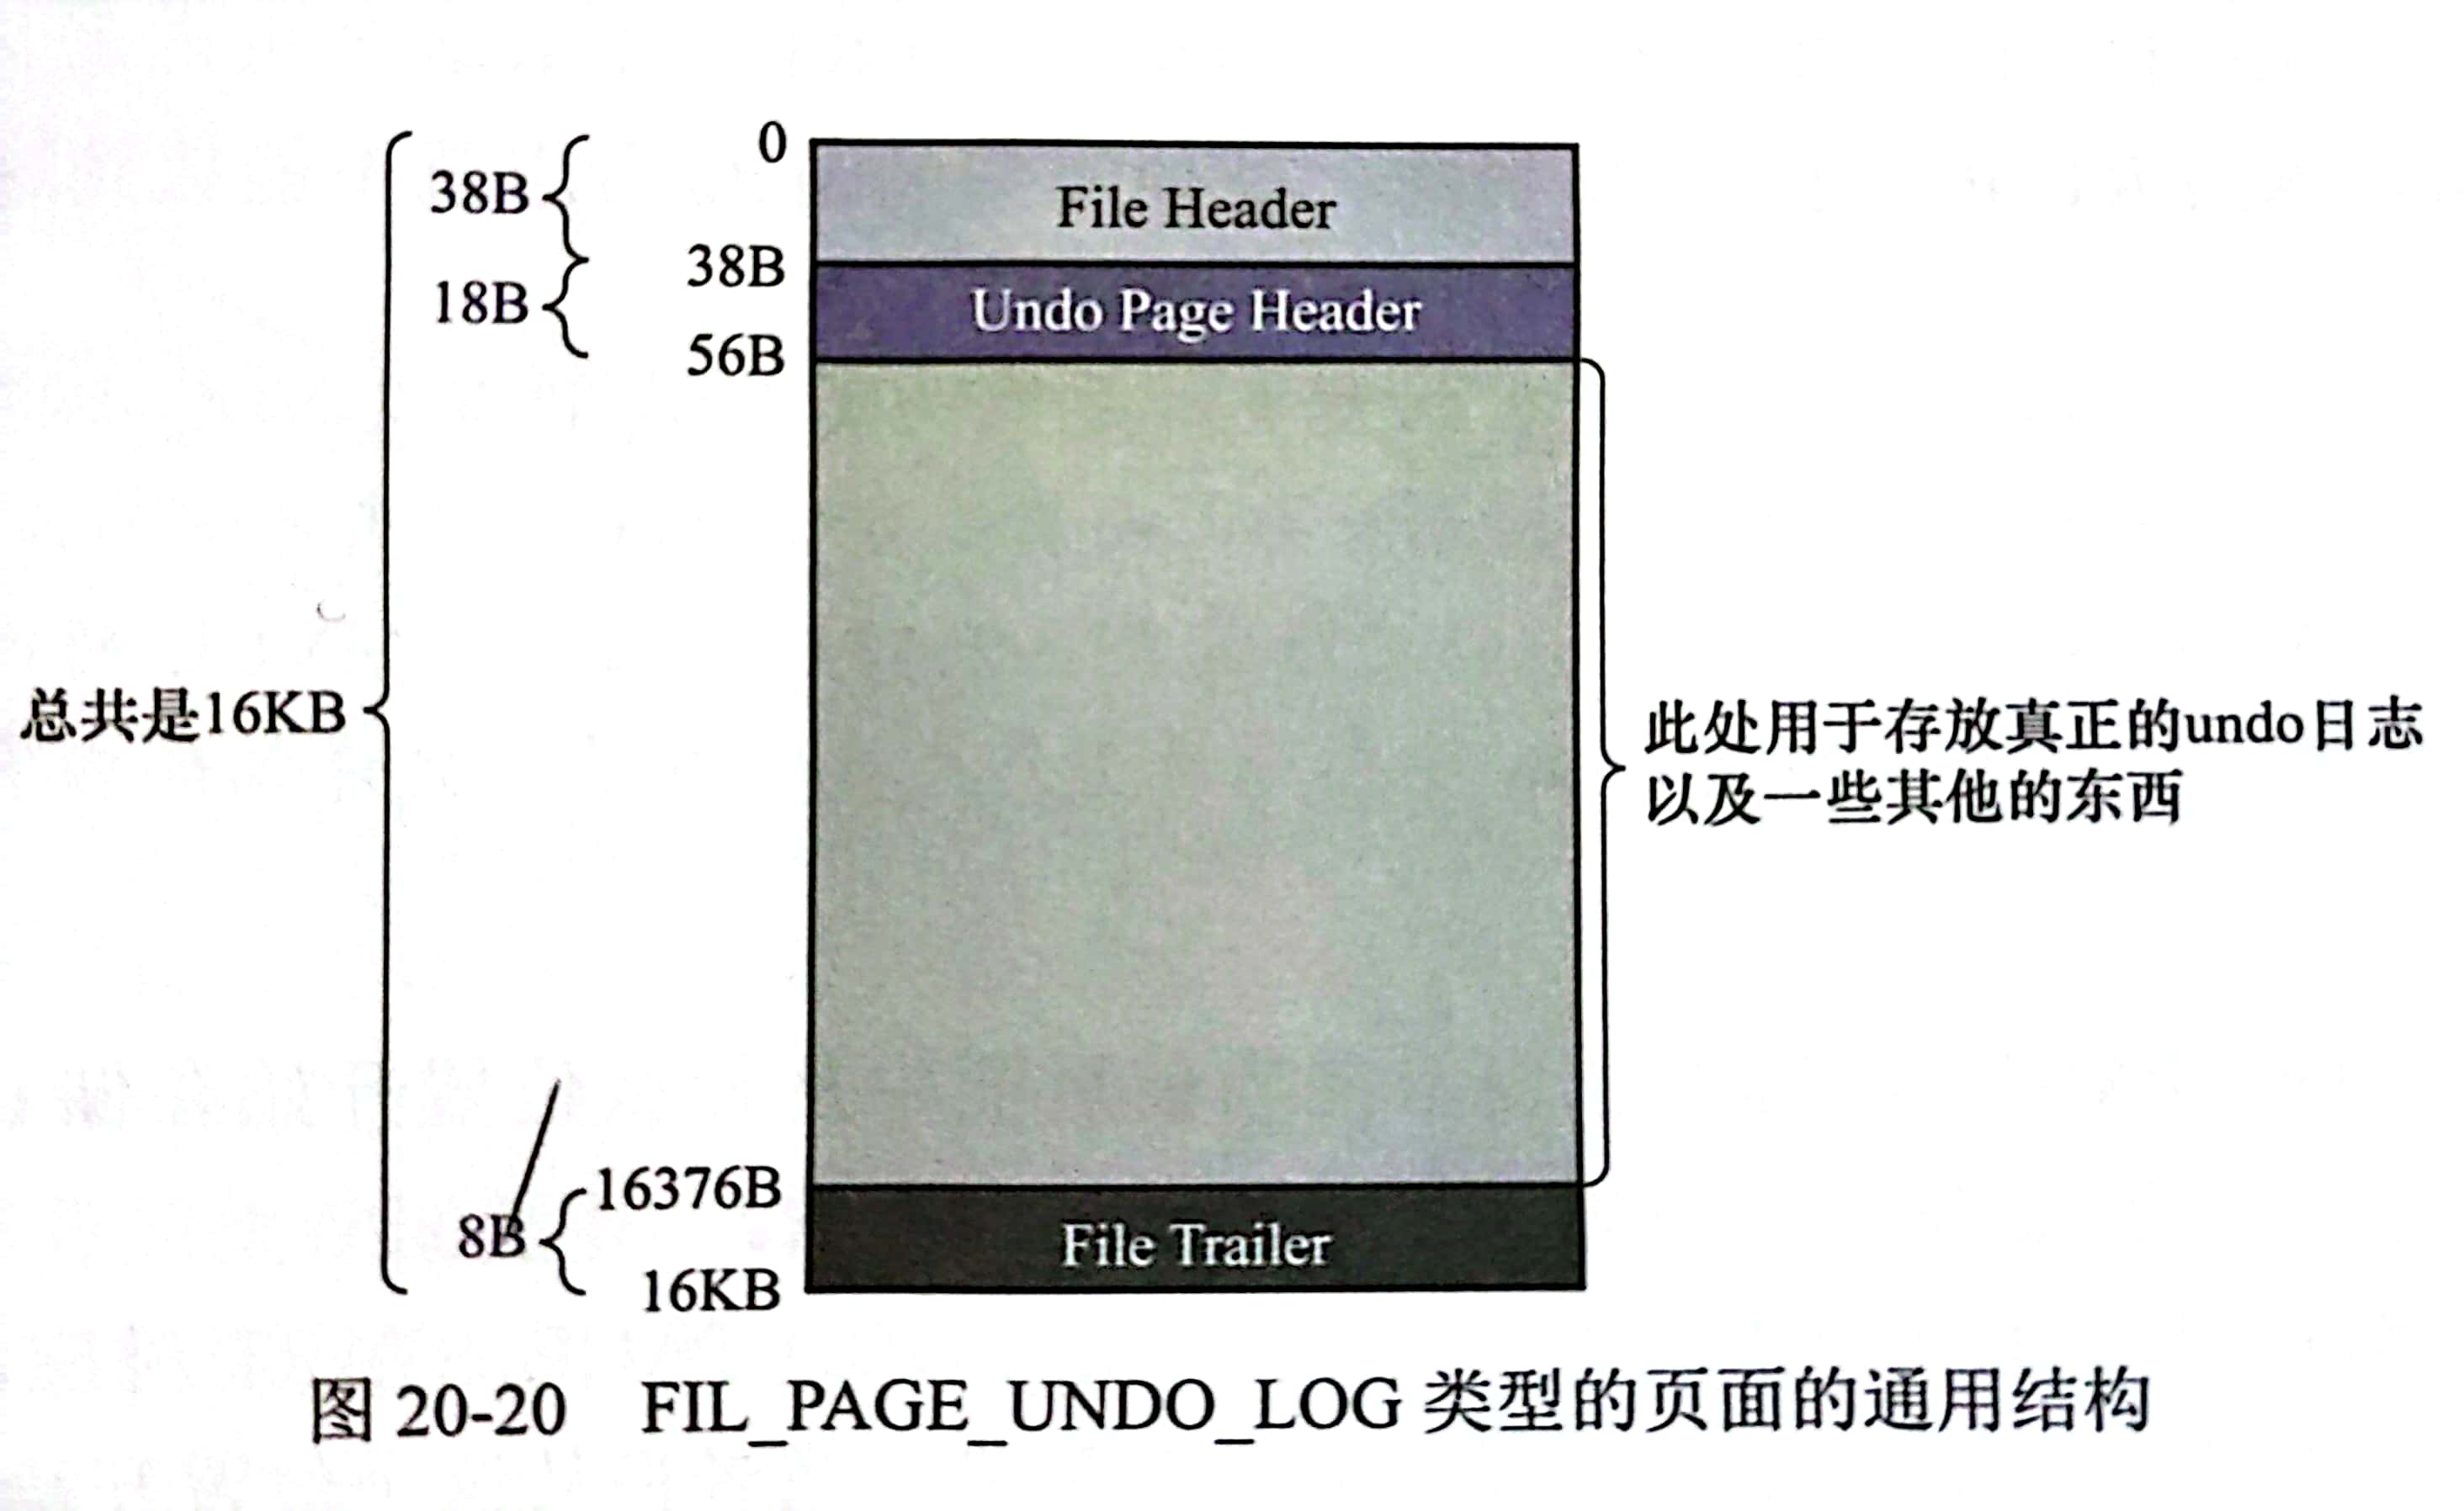 0
38B
File Header
38B
18B
Undo Page Header
56B
总共是16KB
此处用于存放真正的undo日志
以及一些其他的东西
16376B
8B
File Trailer
16KB
图 20-20 FIL_PAGE_UNDO_LOG 类型的页面的通用结构